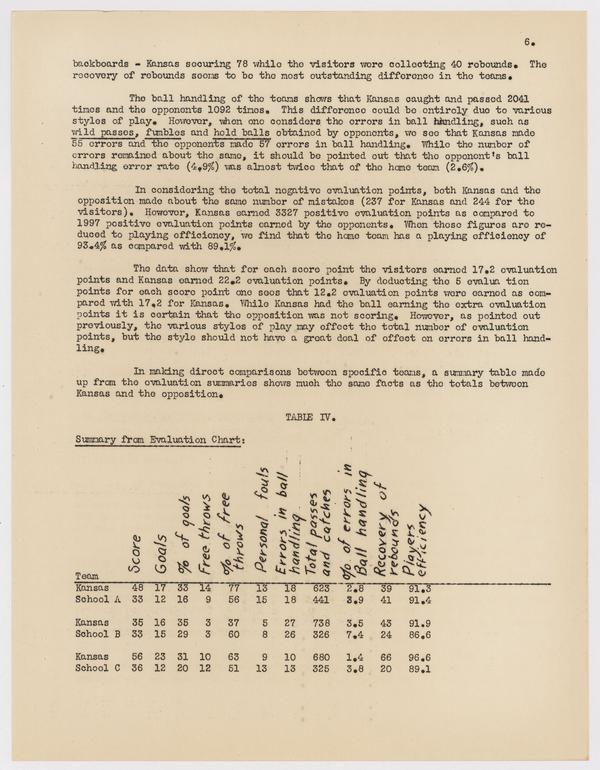 6.
backboards - Kansas securing 78 while the visitors were collecting 40 rebounds. The
recovery of rebounds seems to be the most outstanding difference in the teams.
The ball handling of the teams shows that Kansas caught and passed 2041
times and the opponents 1092 times. This difference could be entirely due to various
styles of play. However, when one considers the errors in ball handling, such as
wild passes, fumbles and held balls obtained by opponents, we see that Kansas made
55 errors and the opponents made 57 errors in ball handling. While the number of
errors remained about the same, it should be pointed out that the opponent's ball
handling error rate (4.9%) was almost twice that of the home team (2.6%).
In considering the total negative evaluation points, both Kansas and the
opposition made about the same number of mistakes (237 for Kansas and 244 for the
visitors). However, Kansas earned 3327 positive evaluation points as compared to
1997 positive evaluation points earned by the opponents. When these figures are re-
duced to playing efficiency, we find that the home team has a playing efficiency of
93.4% as compared with 89.1%.
The data show that for each score point the visitors earned 17.2 evaluation
points and Kansas earned 22.2 evaluation points. By deducting the 5 evalua tion
points for each score point one sees that 12.2 evaluation points were earned as com-
pared with 17.2 for Kansas. While Kansas had the ball earning the extra evaluation
points it is certain that the opposition was not scoring. However, as pointed out
previously, the various styles of play may effect the total number of evaluation
points, but the style should not have a great deal of effect on errors in ball hand-
ling.
In making direct comparisons between specific teams, a summary table made
up from the evaluation summaries shows much the same facts as the totals between
Kansas and the opposition.
TABLE IV.
Summary from Evaluation Chart:
Team Score Goals % of goals Free throws % of free throws Personal fouls Errors in ball handling Total passes and catches % of errors in Ball handling Recovery of rebounds Players efficiency
Kansas 48 17 33 14 77 13 18 623 2.8 39 91.3
School A 33 12 16 9 56 15 18 441 3.9 41 91.4
Kansas 35 16 35 3 37 5 27 738 3.5 43 91.9
School B 33 15 29 3 60 8 26 326 7.4 24 86.6
Kansas 56 23 31 10 63 9 10 680 1.4 66 96.6
School C 36 12 20 12 51 13 13 325 3.8 20 89.1